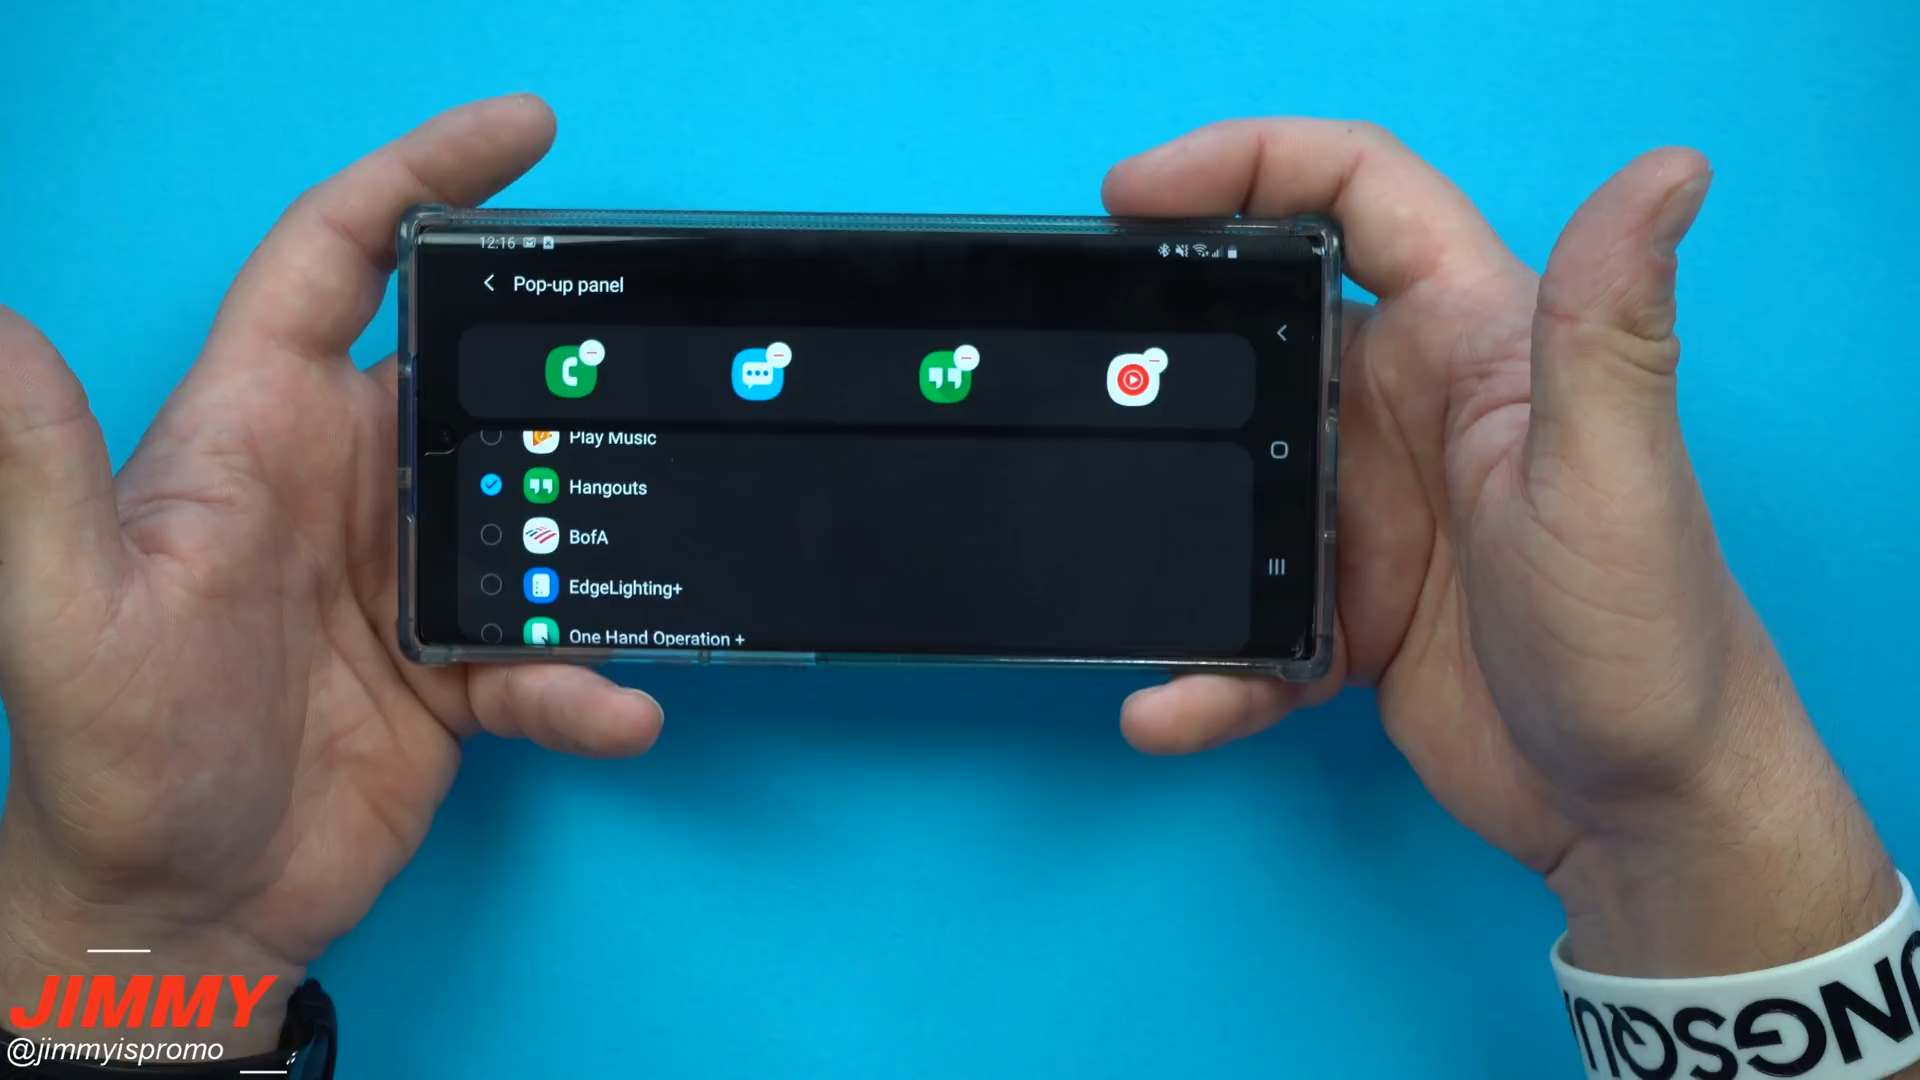 12:16
Pop-up panel
Play Music
Hangouts
BofA
EdgeLighting+
One Hand Operation +
JIMMY
@jimmyispromo